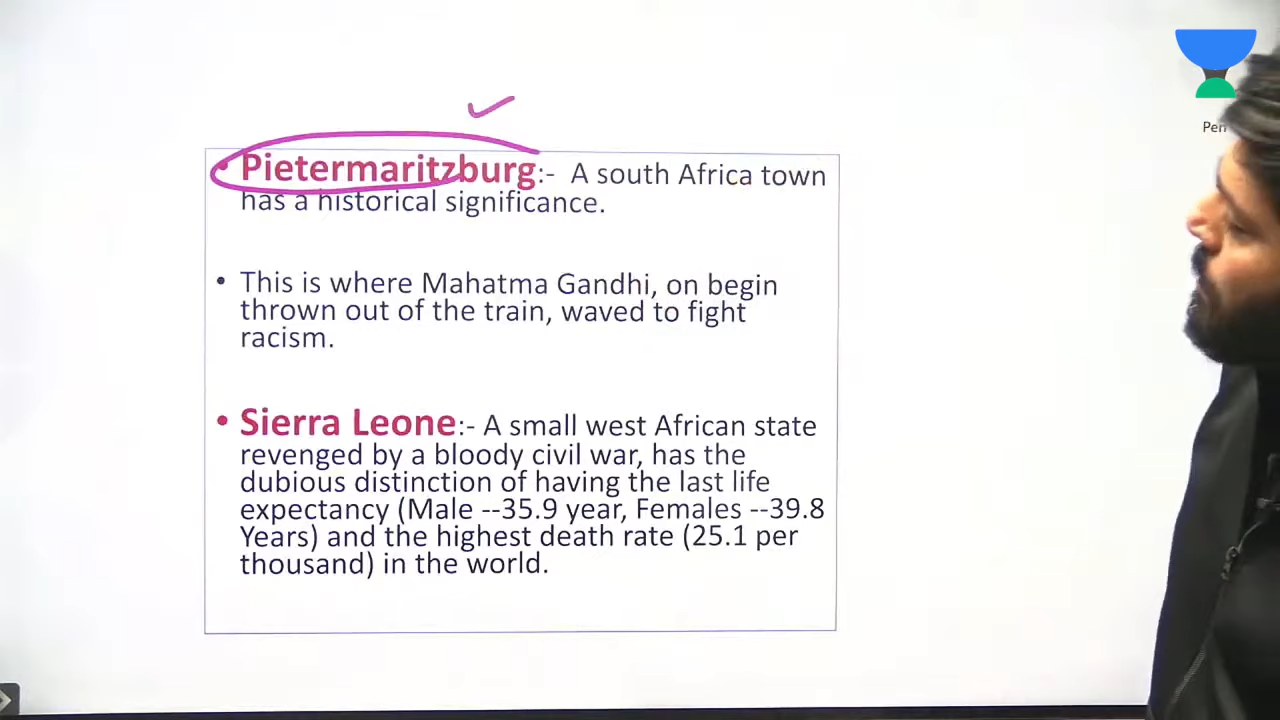 • Pietermaritzburg:- A south Africa town
has a historical significance.
• This is where Mahatma Gandhi, on begin
thrown out of the train, waved to fight
racism.
• Sierra Leone:- A small west African state
revenged by a bloody civil war, has the
dubious distinction of having the last life
expectancy (Male --35.9 year, Females --39.8
Years) and the highest death rate (25.1 per
thousand) in the world.
Pen